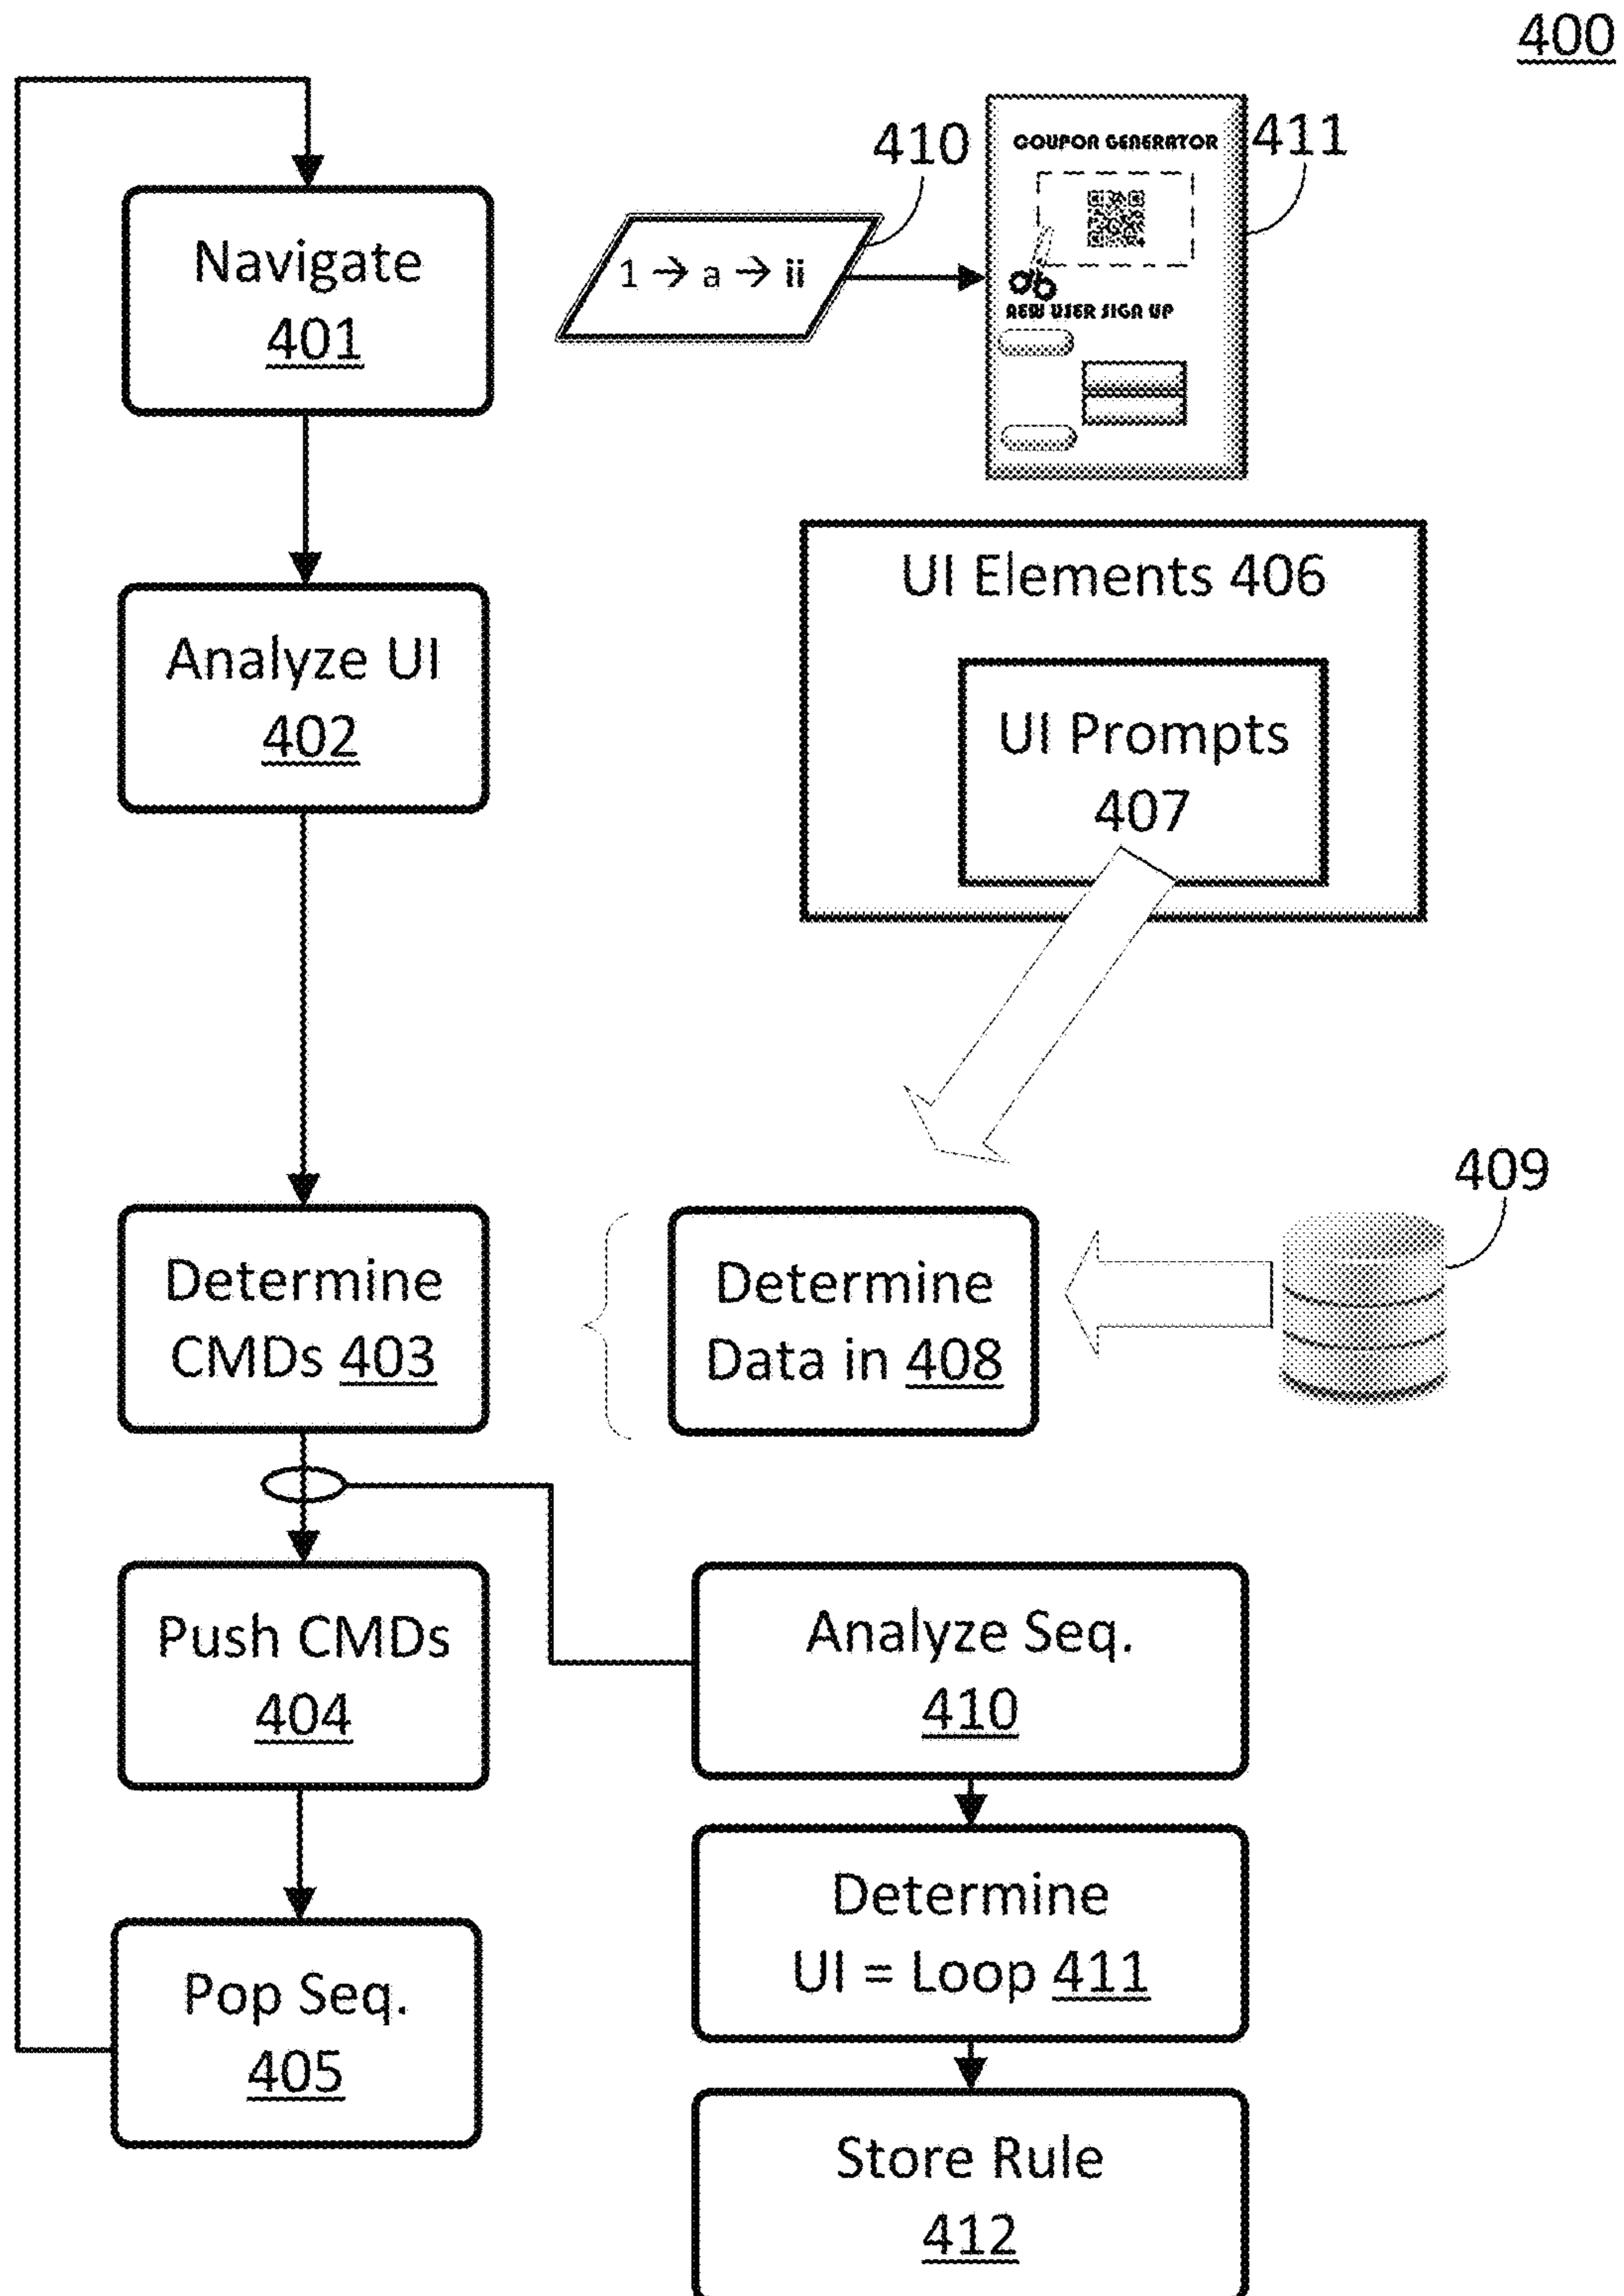 400
Navigate
401
410
1 → a → ii
411
COUPON GENERATOR
NEW USER SIGN UP
Analyze UI
402
UI Elements 406
UI Prompts
407
Determine
CMDs 403
Determine
Data in 408
409
Push CMDs
404
Analyze Seq.
410
Determine
UI = Loop 411
Pop Seq.
405
Store Rule
412